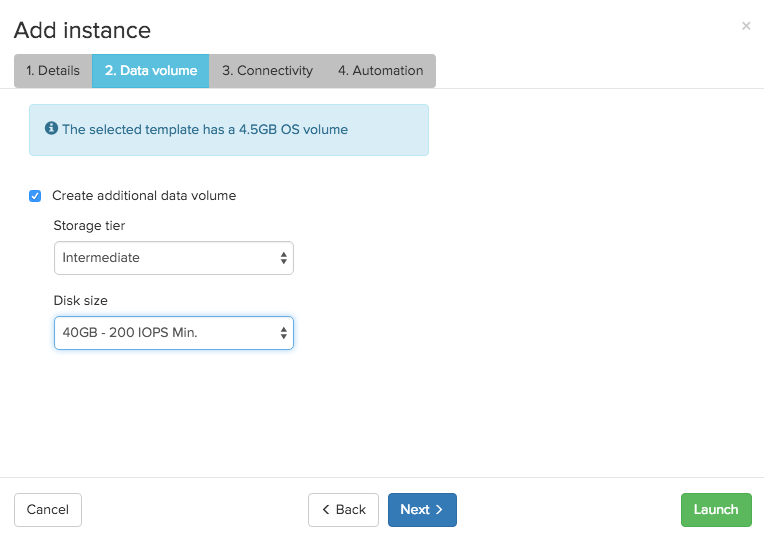 Add instance
×
1. Details 2. Data volume 3. Connectivity 4. Automation
The selected template has a 4.5GB OS volume
Create additional data volume
Storage tier
Intermediate
Disk size
40GB - 200 IOPS Min.
Cancel Back Next Launch